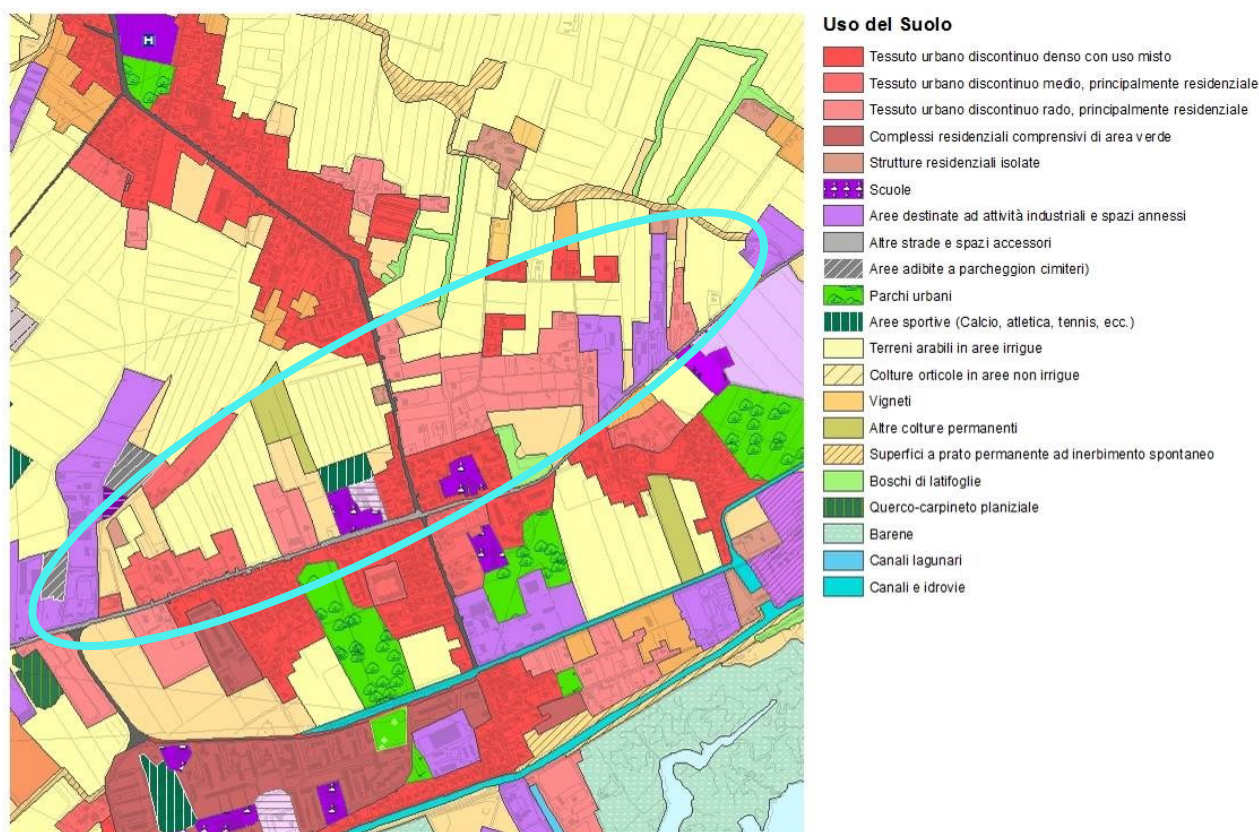 H
Uso del Suolo
Tessuto urbano discontinuo denso con uso misto
Tessuto urbano discontinuo medio, principalmente residenziale
Tessuto urbano discontinuo rado, principalmente residenziale
Complessi residenziali comprensivi di area verde
Strutture residenziali isolate
Scuole
Aree destinate ad attività industriali e spazi annessi
Altre strade e spazi accessori
Aree adibite a parcheggion cimiteri)
Parchi urbani
Aree sportive (Calcio, atletica, tennis, ecc.)
Terreni arabili in aree irrigue
Colture orticole in aree non irrigue
Vigneti
Altre colture permanenti
Superfici a prato permanente ad inerbimento spontaneo
Boschi di latifoglie
Querco-carpineto planiziale
Barene
Canali lagunari
Canali e idrovie